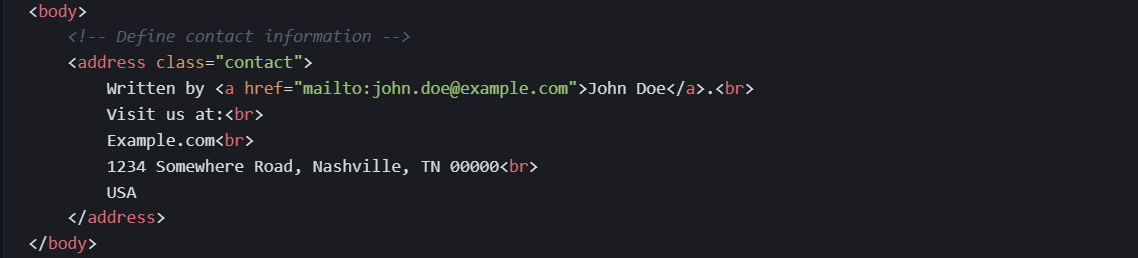 <body>
<!-- Define contact information -->
<address class="contact">
Written by <a href="mailto:john.doe@example.com">John Doe</a>.<br>
Visit us at:<br>
Example.com<br>
1234 Somewhere Road, Nashville, TN 00000<br>
USA
</address>
</body>